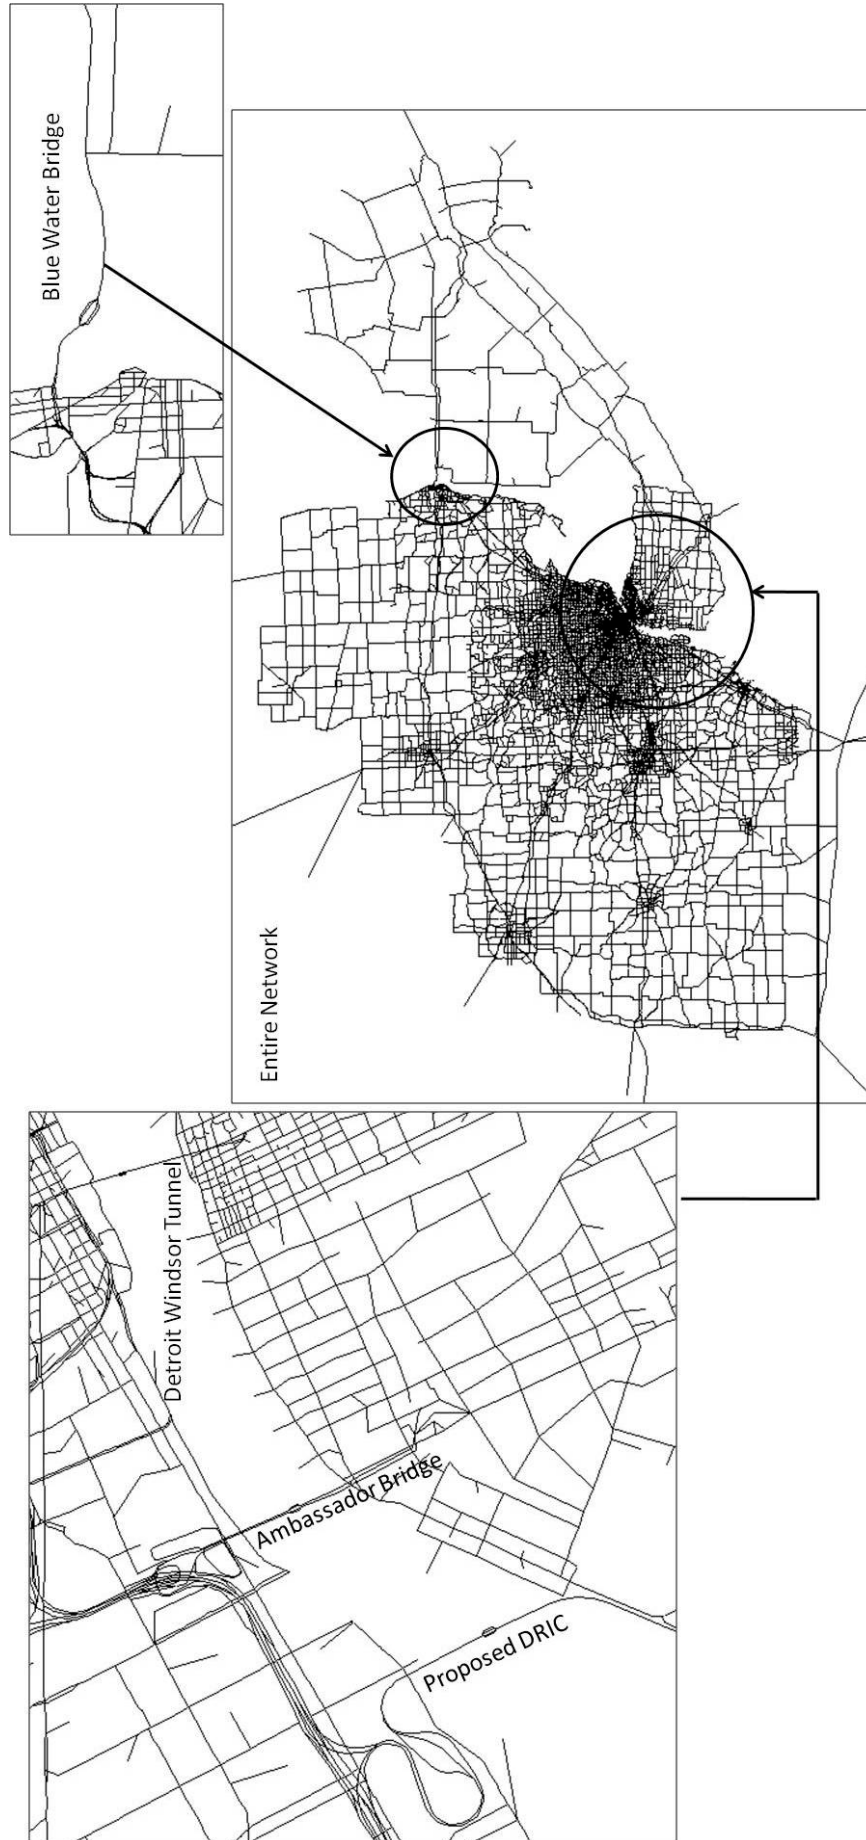 Blue Water Bridge
Entire Network
Detroit Windsor Tunnel
Ambassador Bridge
Proposed DRIC